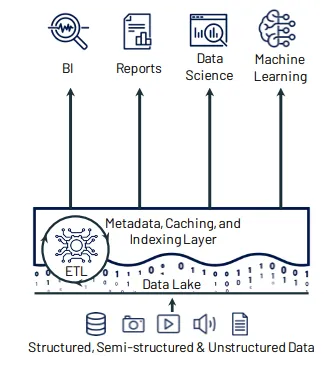 BI
Reports
Data
Science
Machine
Learning
Metadata, Caching, and
Indexing Layer
ETL
Data Lake
Structured, Semi-structured & Unstructured Data